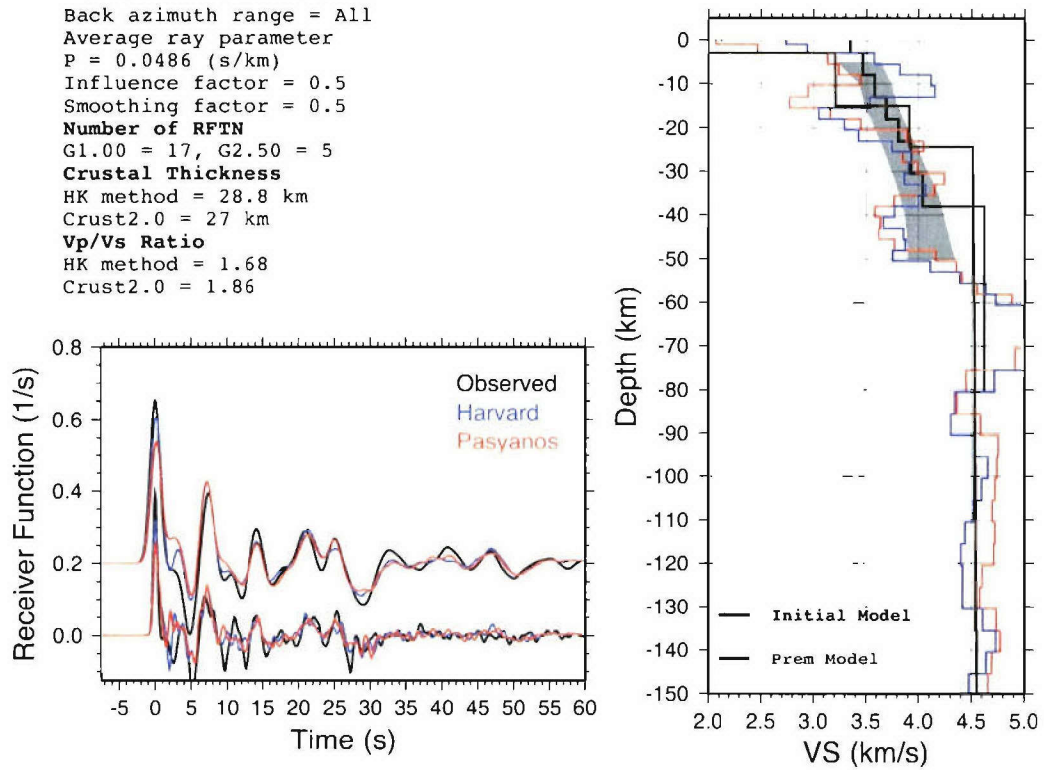 Back azimuth range = All
Average ray parameter
P = 0.0486 (s/km)
Influence factor = 0.5
Smoothing factor = 0.5
Number of RFTN
G1.00 = 17, G2.50 = 5
Crustal Thickness
HK method = 28.8 km
Crust2.0 = 27 km
Vp/Vs Ratio
HK method = 1.68
Crust2.0 = 1.86
Receiver Function (1/s)
0.8
0.6
0.4
0.2
0.0
Observed
Harvard
Pasyanos
-5 0 5 10 15 20 25 30 35 40 45 50 55 60
Time (s)
Depth (km)
0
-10
-20
-30
-40
-50
-60
-70
-80
-90
-100
-110
-120
-130
-140
-150
Initial Model
Prem Model
2.0 2.5 3.0 3.5 4.0 4.5 5.0
VS (km/s)